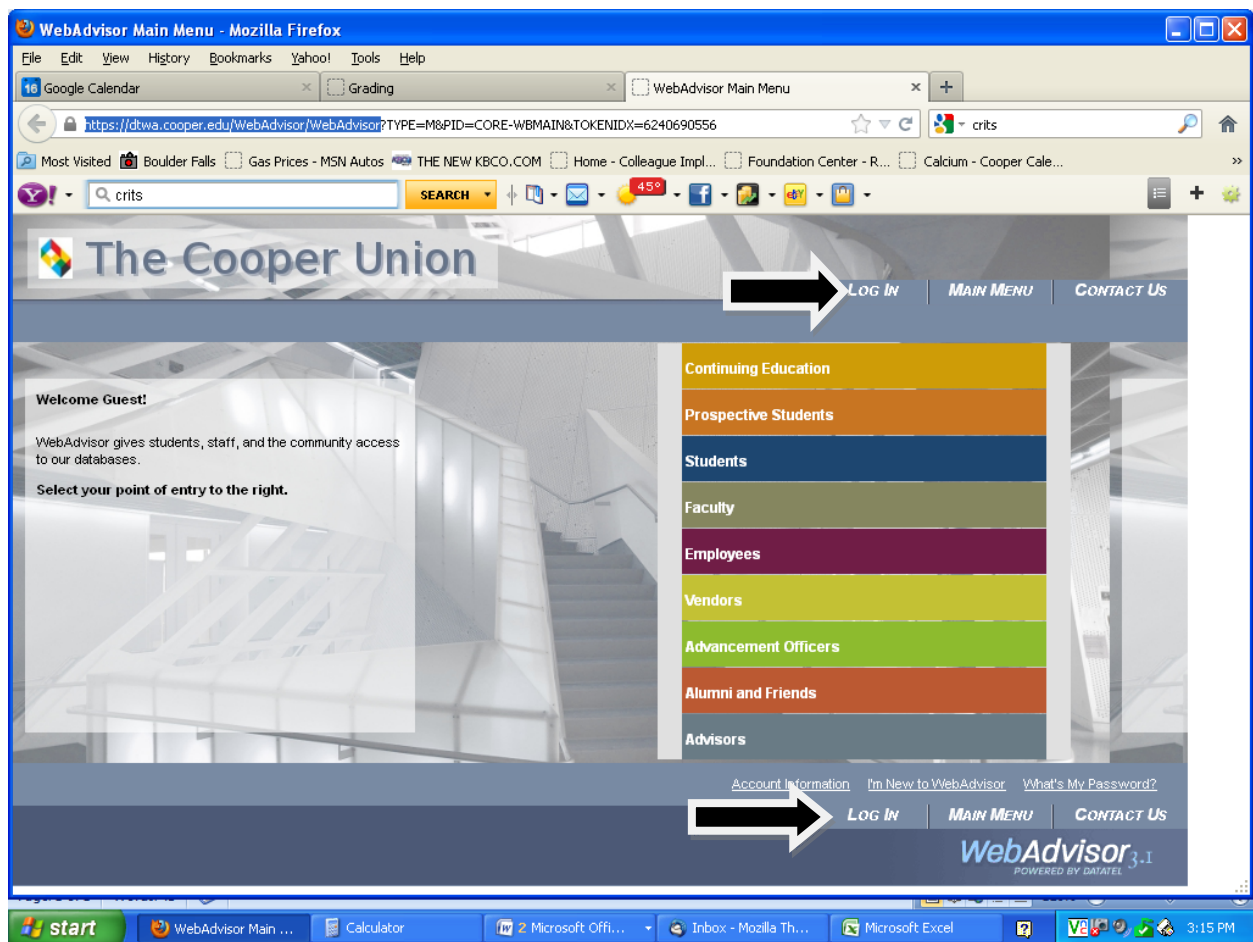 WebAdvisor Main Menu - Mozilla Firefox
File Edit View History Bookmarks Yahoo! Tools Help
16 Google Calendar Grading WebAdvisor Main Menu
https://dtwa.cooper.edu/WebAdvisor/WebAdvisor?TYPE=M&PID=CORE-WBMAIN&TOKENIDX=6240690556 crits
Most Visited Boulder Falls Gas Prices - MSN Autos THE NEW KBCO.COM Home - Colleague Impl... Foundation Center - R... Calcium - Cooper Cale... »
Y! crits SEARCH 45° ebY
The Cooper Union
LOG IN MAIN MENU CONTACT US
Continuing Education
Welcome Guest!
Prospective Students
WebAdvisor gives students, staff, and the community access
to our databases.
Students
Select your point of entry to the right.
Faculty
Employees
Vendors
Advancement Officers
Alumni and Friends
Advisors
Account Information I'm New to WebAdvisor What's My Password?
LOG IN MAIN MENU CONTACT US
WebAdvisor 3.1
POWERED BY DATATEL
start WebAdvisor Main ... Calculator 2 Microsoft Offi... Inbox - Mozilla Th... Microsoft Excel 3:15 PM